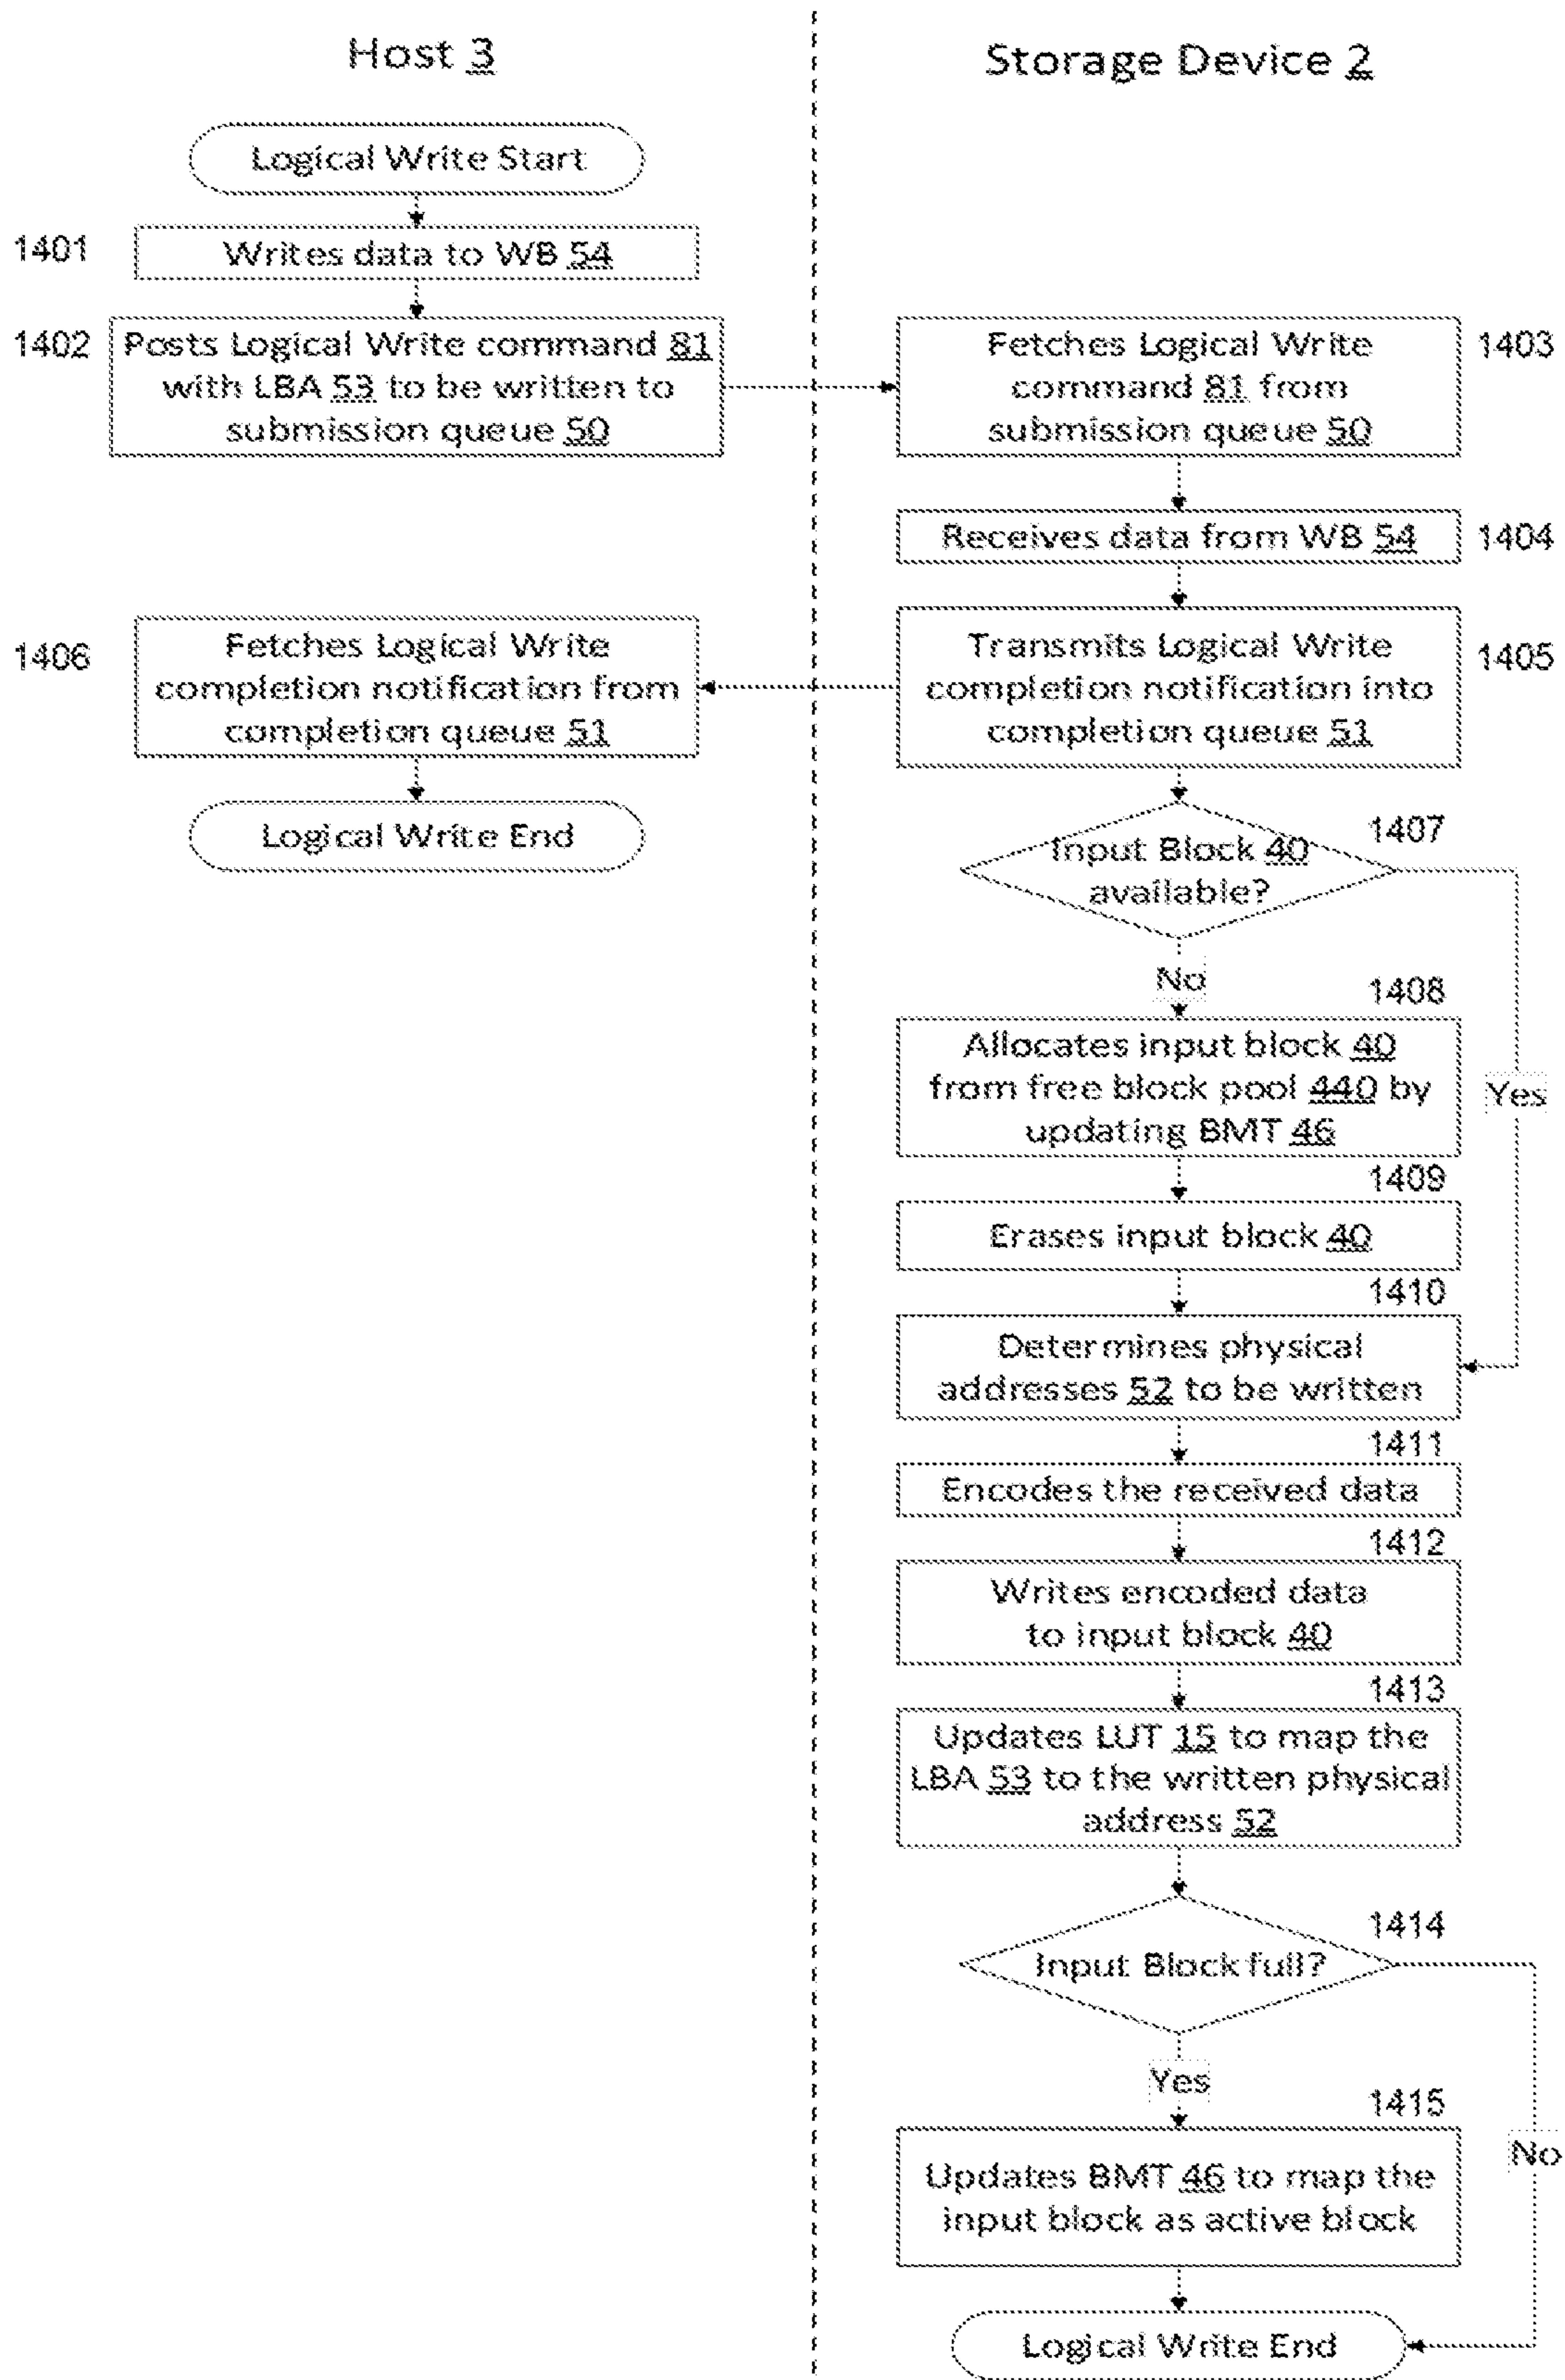 Host 3
Storage Device 2
Logical Write Start
1401
Writes data to WB 54
1402
Posts Logical Write command 81
with LBA 53 to be written to
submission queue 50
Fetches Logical Write
command 81 from
submission queue 50
1403
Receives data from WB 54
1404
1406
Fetches Logical Write
completion notification from
completion queue 51
Transmits Logical Write
completion notification into
completion queue 51
1405
Logical Write End
1407
Input Block 40
available?
No
Yes
1408
Allocates input block 40
from free block pool 440 by
updating BMT 46
1409
Erases input block 40
1410
Determines physical
addresses 52 to be written
1411
Encodes the received data
1412
Writes encoded data
to input block 40
1413
Updates LUT 15 to map the
LBA 53 to the written physical
address 52
1414
Input Block full?
Yes
No
1415
Updates BMT 46 to map the
input block as active block
Logical Write End